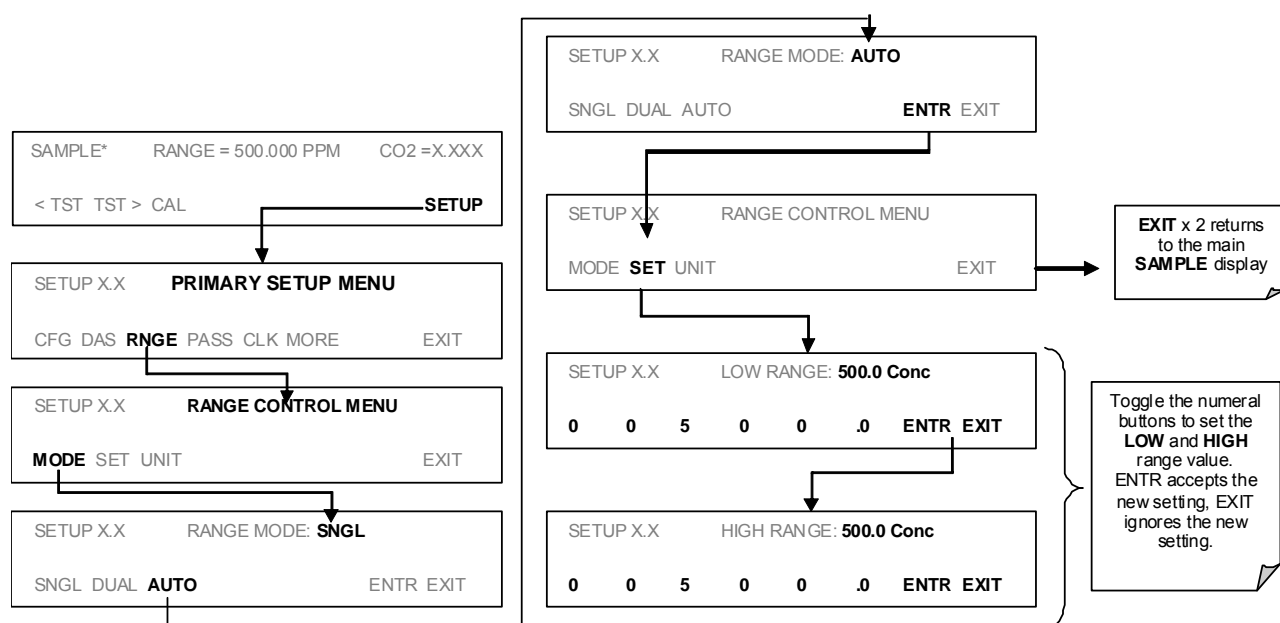 SAMPLE* RANGE = 500.000 PPM CO2 =X.XXX
< TST TST > CAL SETUP
SETUP X.X PRIMARY SETUP MENU
CFG DAS RNGE PASS CLK MORE EXIT
SETUP X.X RANGE CONTROL MENU
MODE SET UNIT EXIT
SETUP X.X RANGE MODE: SNGL
SNGL DUAL AUTO ENTR EXIT
SETUP X.X RANGE MODE: AUTO
SNGL DUAL AUTO ENTR EXIT
SETUP X.X RANGE CONTROL MENU
MODE SET UNIT EXIT
EXIT x 2 returns
to the main
SAMPLE display
SETUP X.X LOW RANGE: 500.0 Conc
0 0 5 0 0 .0 ENTR EXIT
SETUP X.X HIGH RANGE: 500.0 Conc
0 0 5 0 0 .0 ENTR EXIT
Toggle the numeral
buttons to set the
LOW and HIGH
range value.
ENTR accepts the
new setting, EXIT
ignores the new
setting.